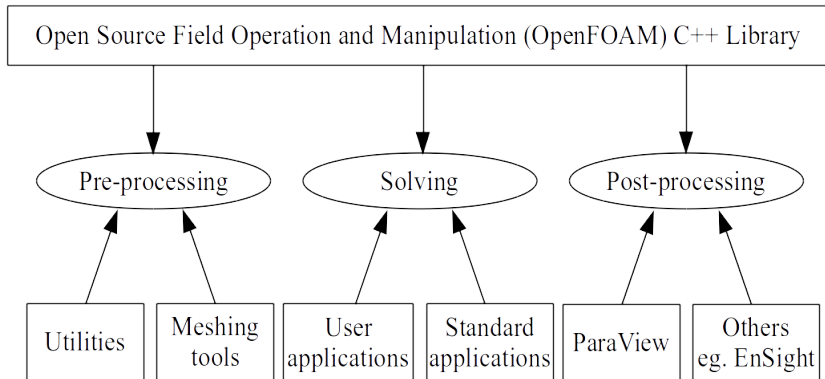 Open Source Field Operation and Manipulation (OpenFOAM) C++ Library
Pre-processing
Solving
Post-processing
Utilities
Meshing
tools
User
applications
Standard
applications
ParaView
Others
eg. EnSight